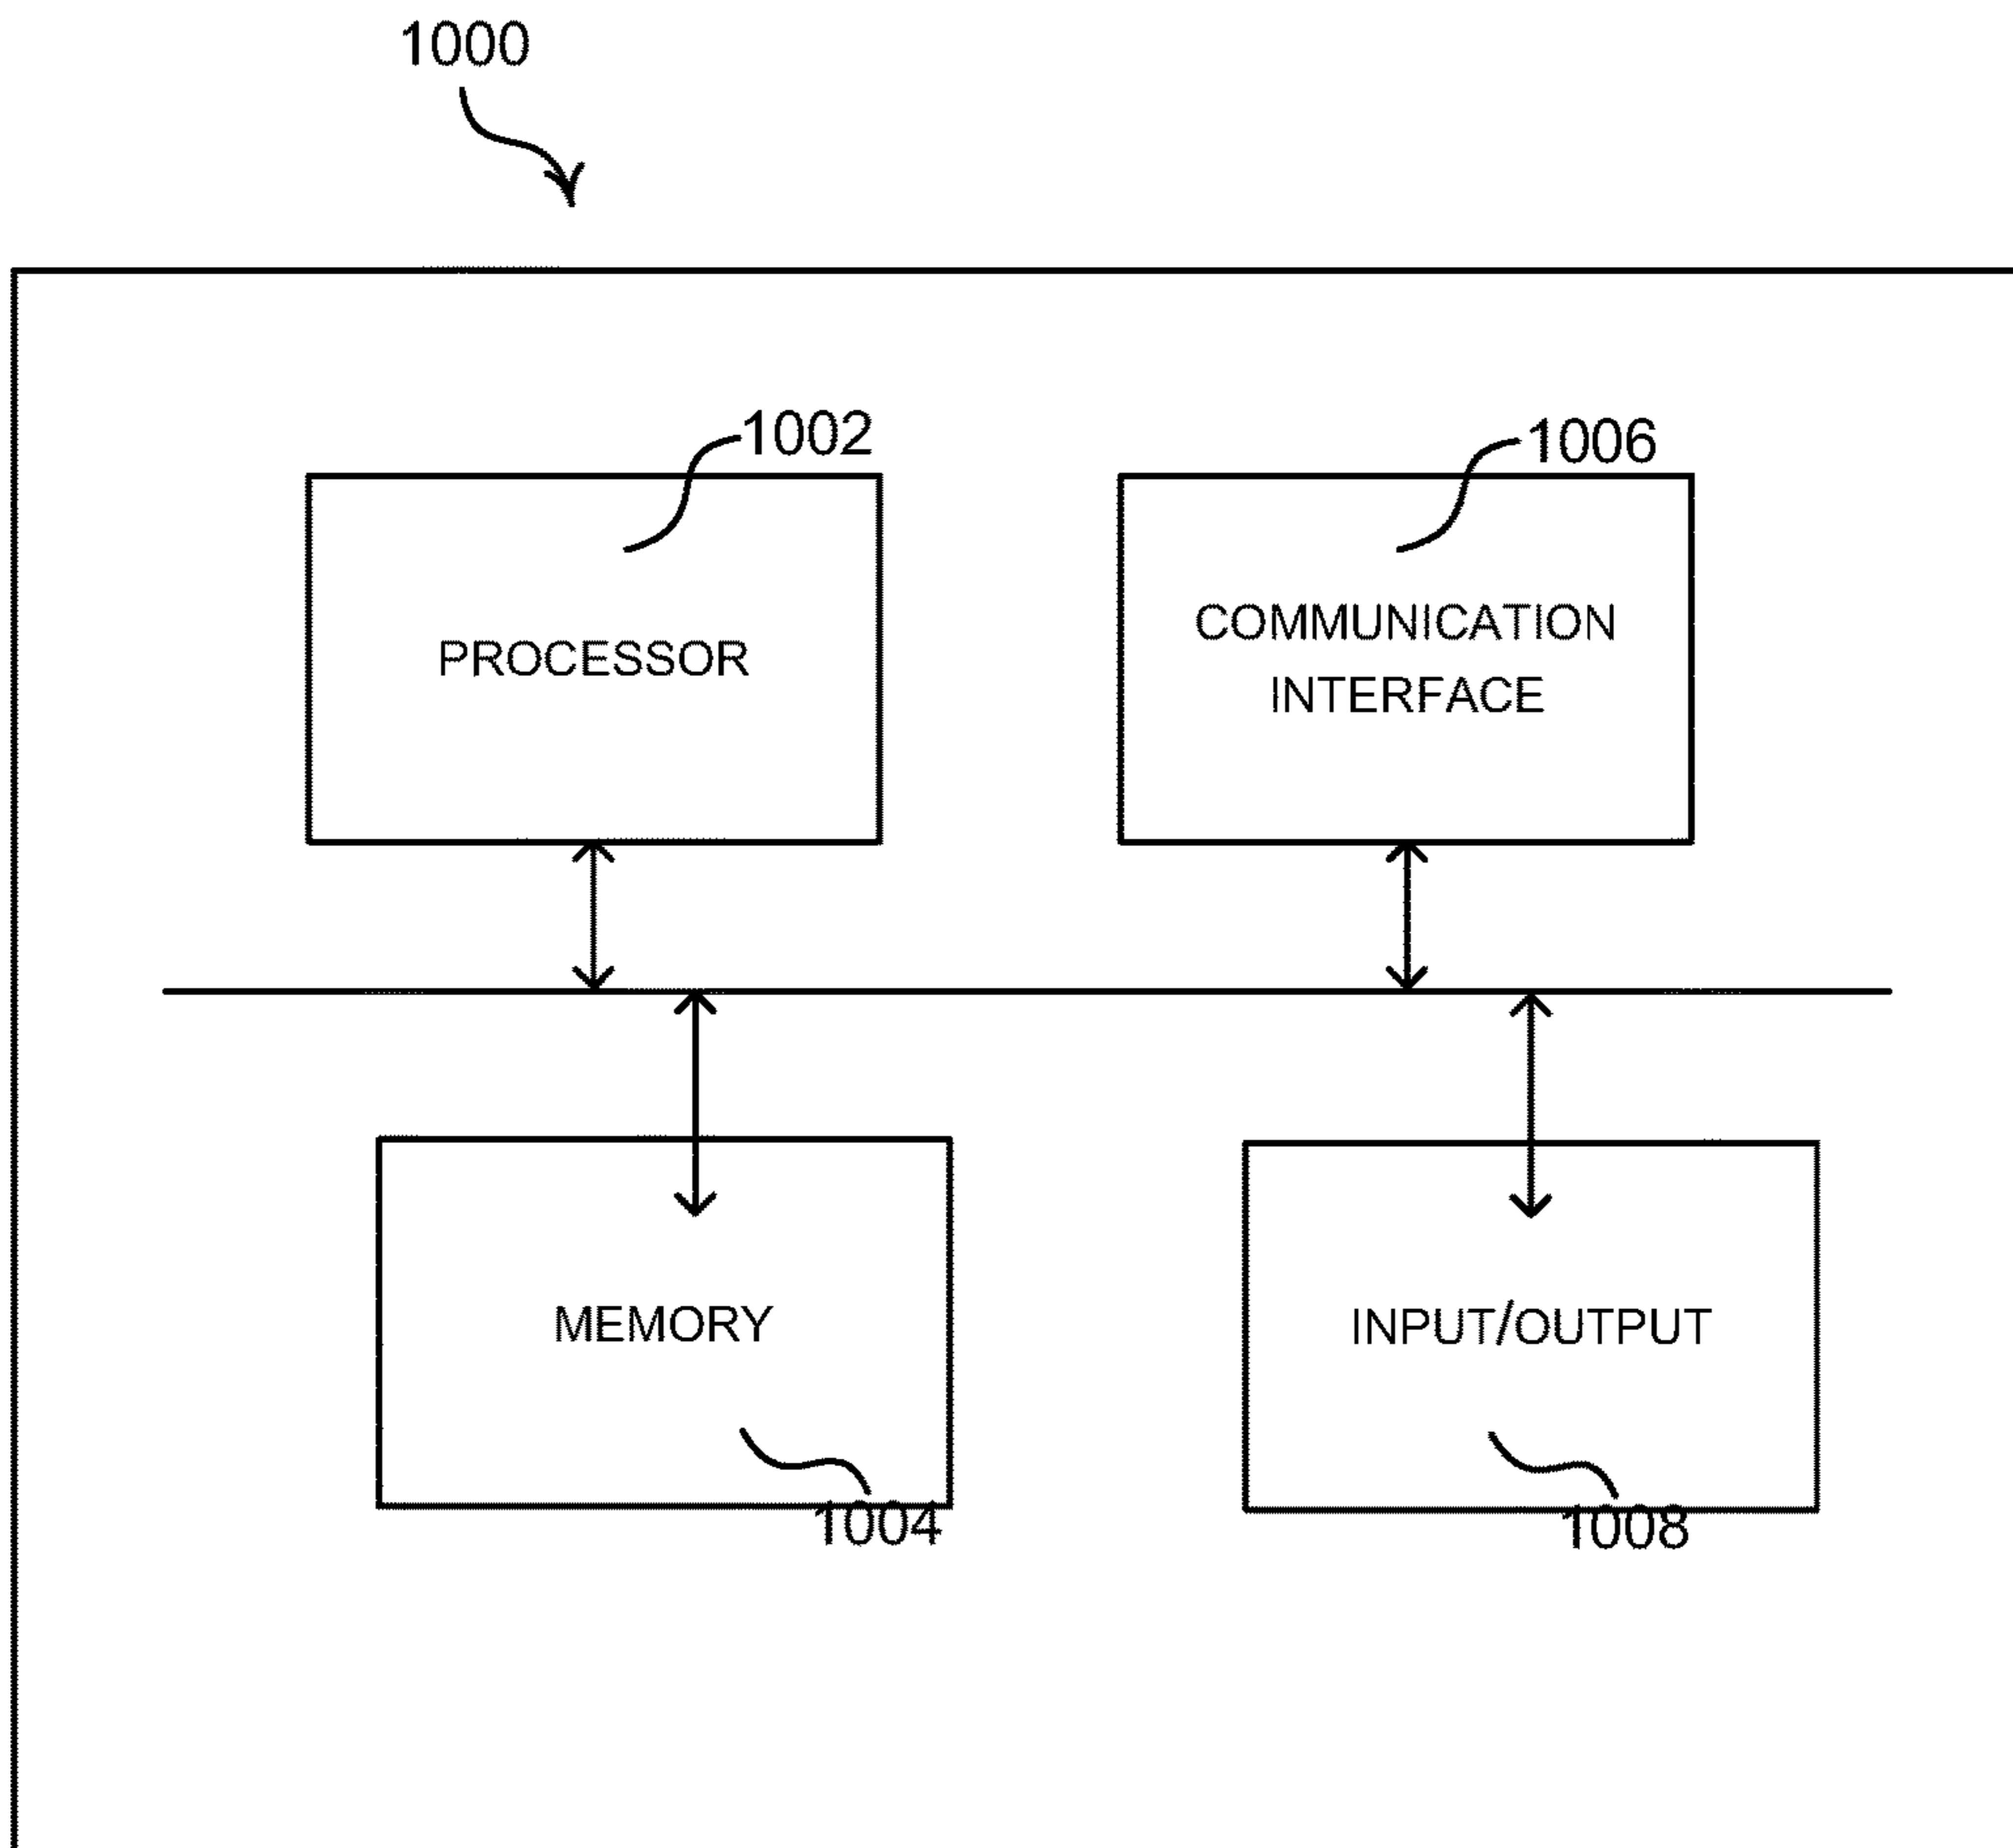 1000
1002
1006
PROCESSOR
COMMUNICATION
INTERFACE
MEMORY
INPUT/OUTPUT
1004
1008